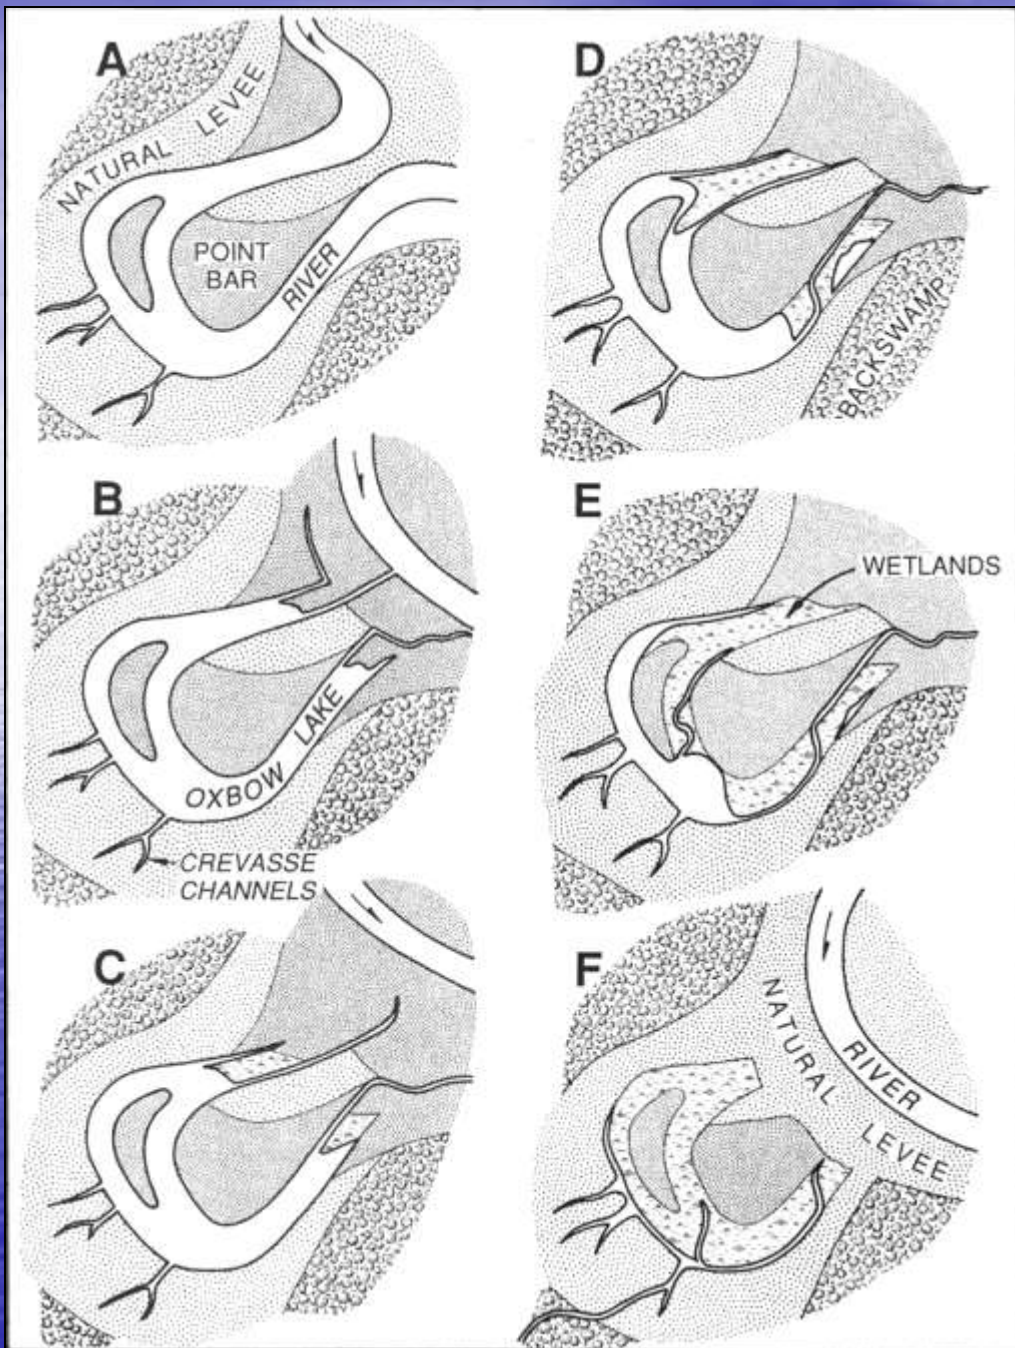 A
NATURAL LEVEE
POINT
BAR
RIVER
B
OXBOW LAKE
CREVASSE
CHANNELS
C
D
BACKSWAMP
E
WETLANDS
F
NATURAL
LEVEE
RIVER